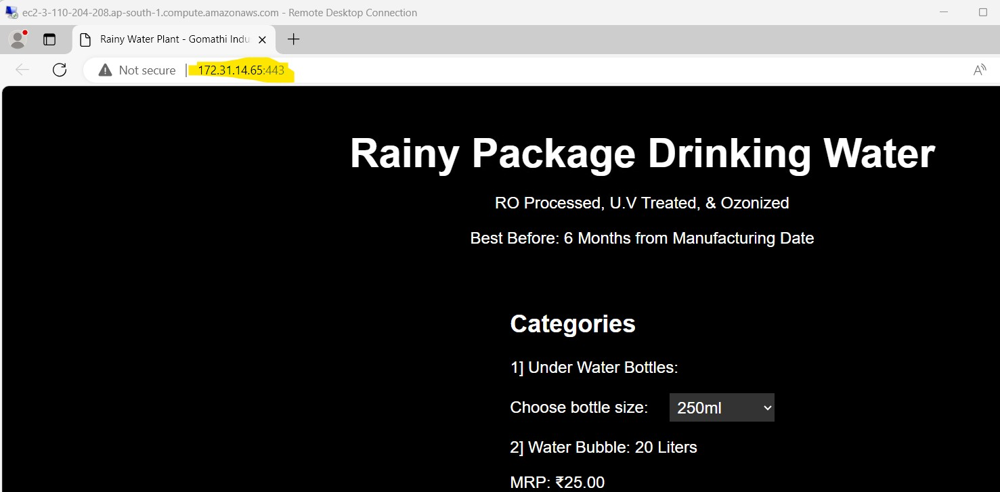 ec2-3-110-204-208.ap-south-1.compute.amazonaws.com - Remote Desktop Connection
Rainy Water Plant - Gomathi Indu
Not secure | 172.31.14.65:443
Rainy Package Drinking Water
RO Processed, U.V Treated, & Ozonized
Best Before: 6 Months from Manufacturing Date
Categories
1] Under Water Bottles:
Choose bottle size: 250ml
2] Water Bubble: 20 Liters
MRP: ₹25.00